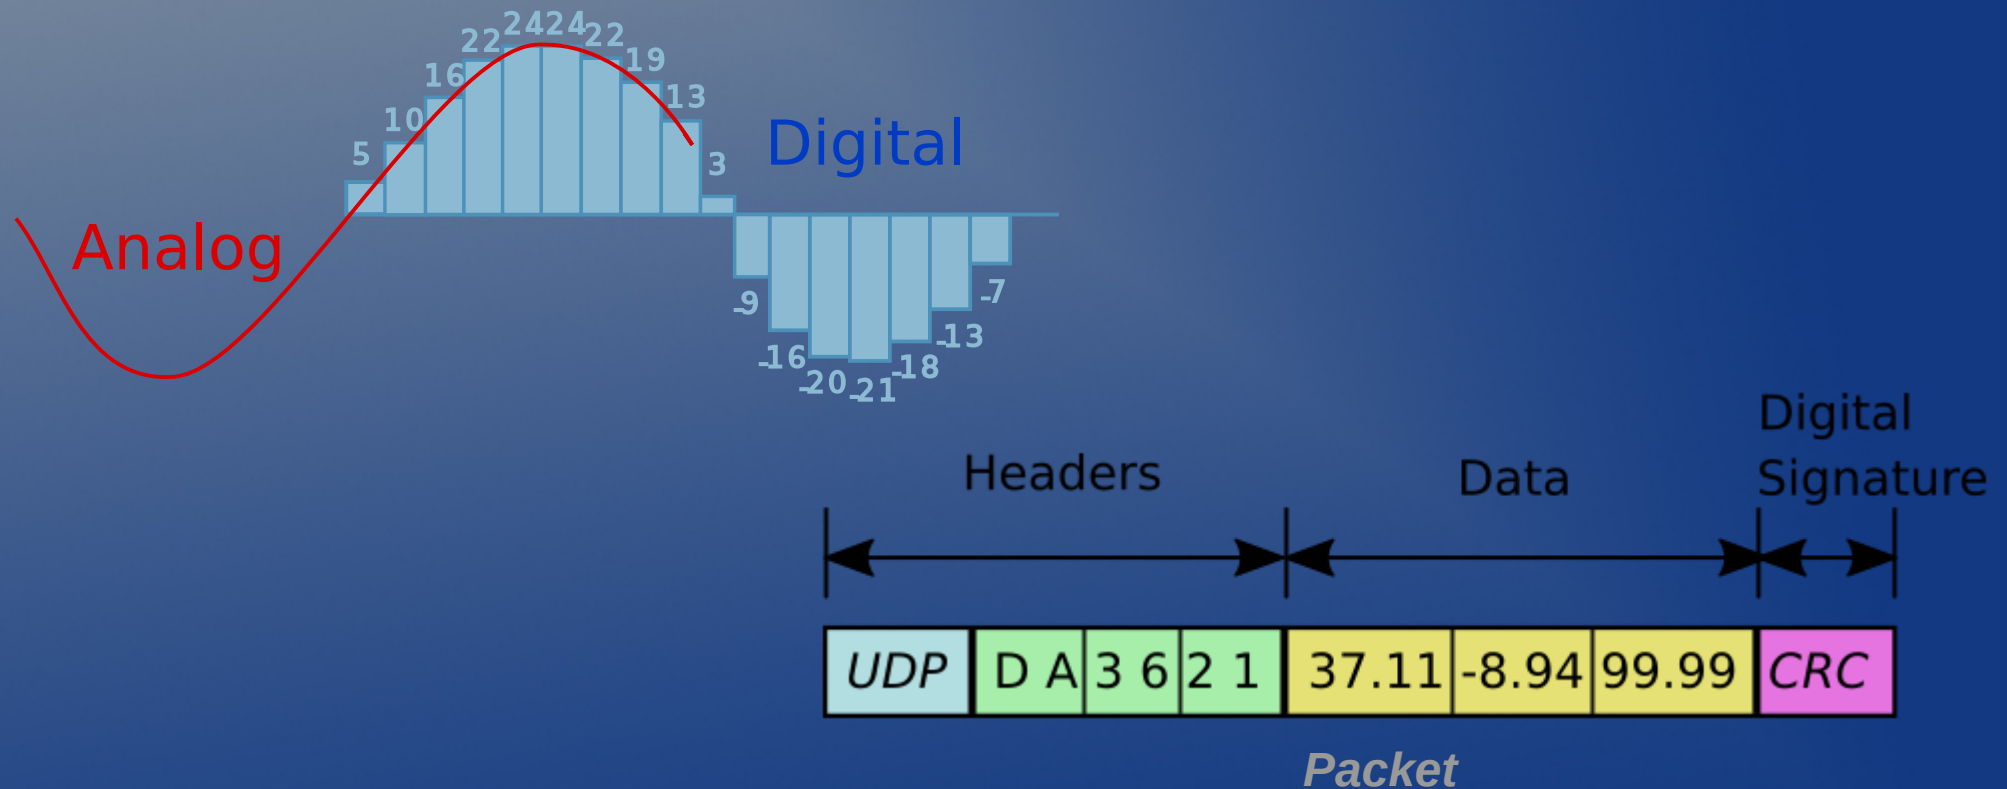 5 10 16 22 24 24 22 19 13 3
Analog
Digital
-9 -16 -20 -21 -18 -13 -7
Headers
Data
Digital
Signature
UDP D A 3 6 2 1 37.11 -8.94 99.99 CRC
Packet